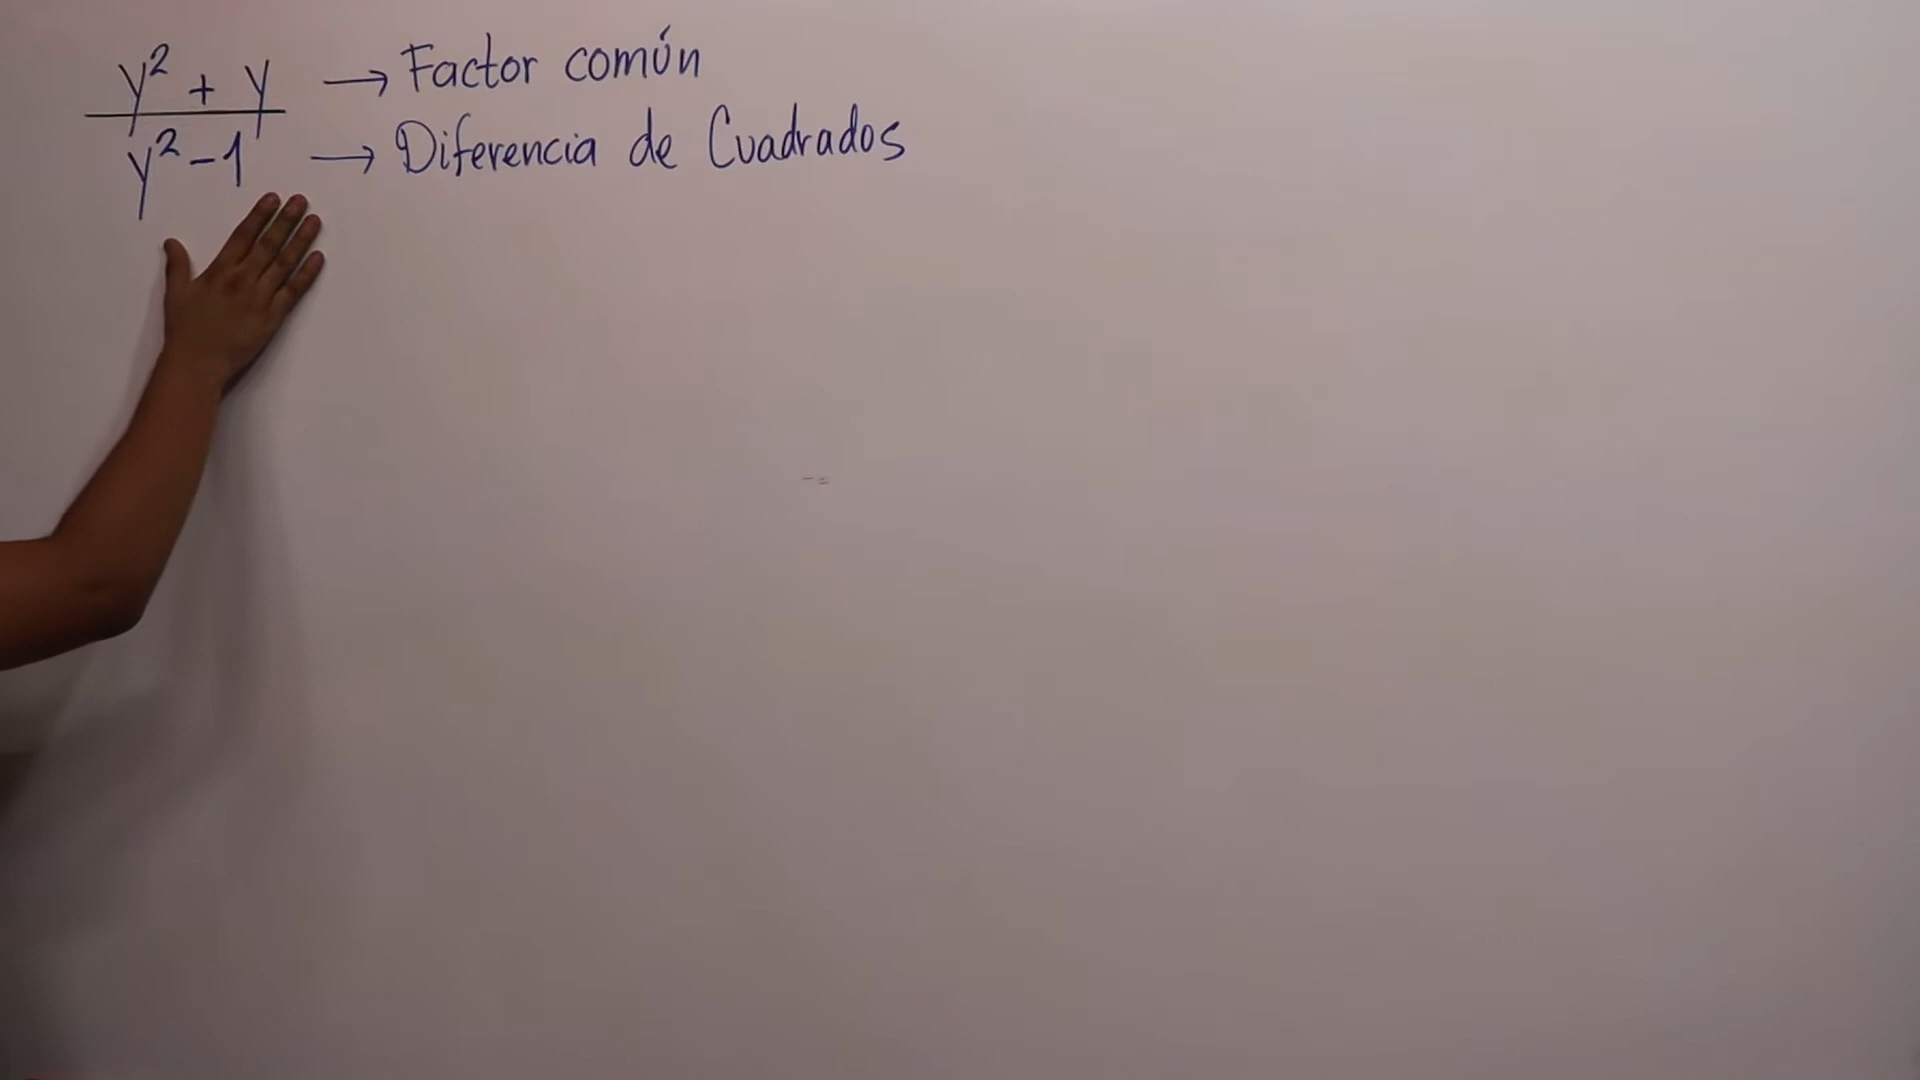 y² + y → Factor común
y² - 1 → Diferencia de Cuadrados